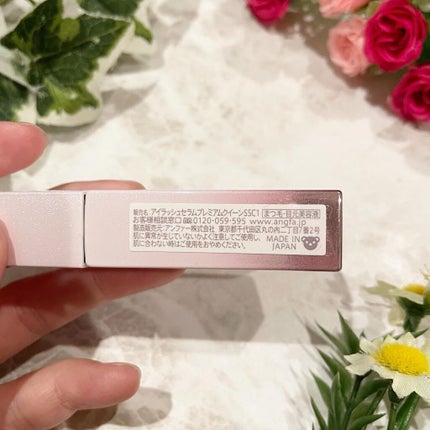 販売名 アイラッシュセラムプレミアムクイーンSSC1 まつ毛・目元美容液
お客様相談窓口 0120-059-595 www.angfa.jp
製造販売元:アンファー株式会社 東京都千代田区丸の内二丁目7番2号
肌に異常が生じていないかよく注意してご使用し、
肌に合わない時はご使用をおやめください。
MADE IN
JAPAN